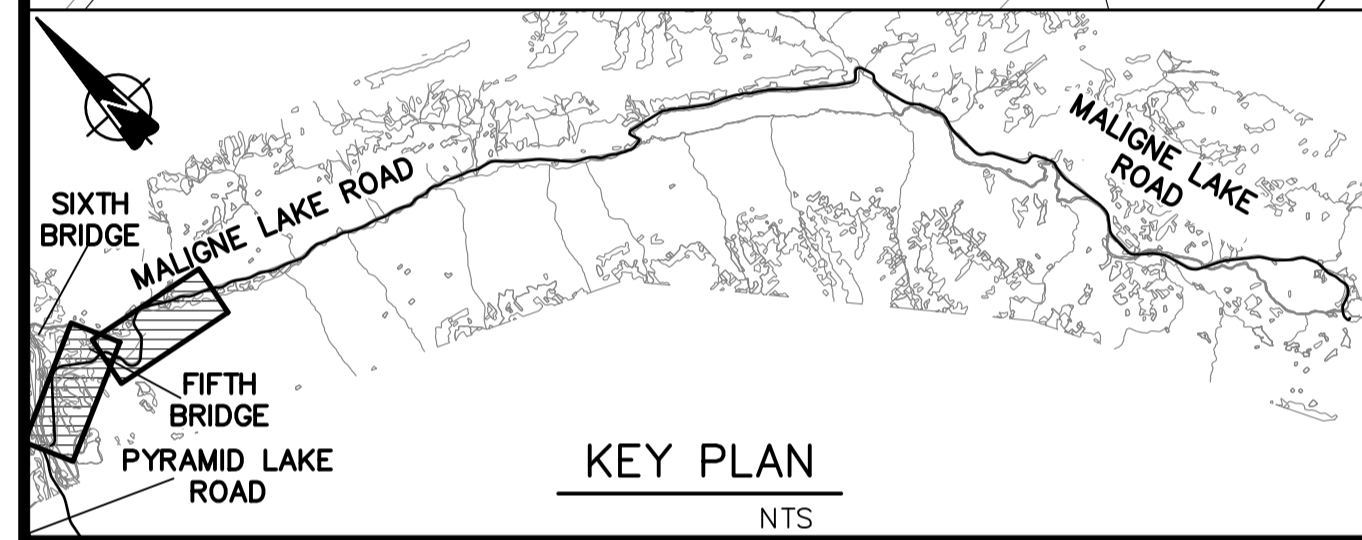 SIXTH
BRIDGE
MALIGNE LAKE ROAD
MALIGNE LAKE
ROAD
FIFTH
BRIDGE
PYRAMID LAKE
ROAD
KEY PLAN
NTS